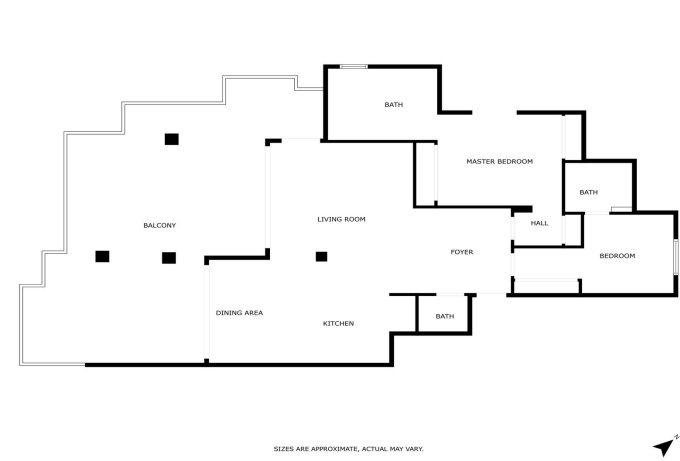 BATH
MASTER BEDROOM
BATH
LIVING ROOM
HALL
BALCONY
FOYER
BEDROOM
DINING AREA
KITCHEN
BATH
N
SIZES ARE APPROXIMATE, ACTUAL MAY VARY.